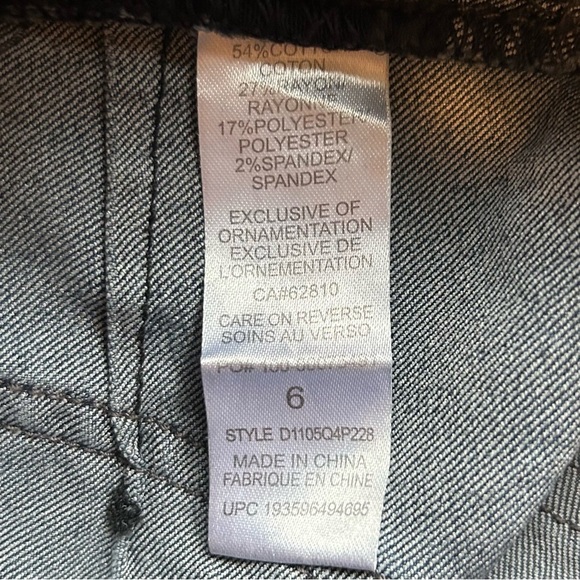 54%COTTON/
COTON
27%RAYON/
RAYONNE
17%POLYESTER/
POLYESTER
2%SPANDEX/
SPANDEX
EXCLUSIVE OF
ORNAMENTATION
EXCLUSIVE DE
L'ORNEMENTATION
CA#62810
CARE ON REVERSE
SOINS AU VERSO
PO#
6
STYLE D1105Q4P228
MADE IN CHINA
FABRIQUE EN CHINE
UPC 193596494695